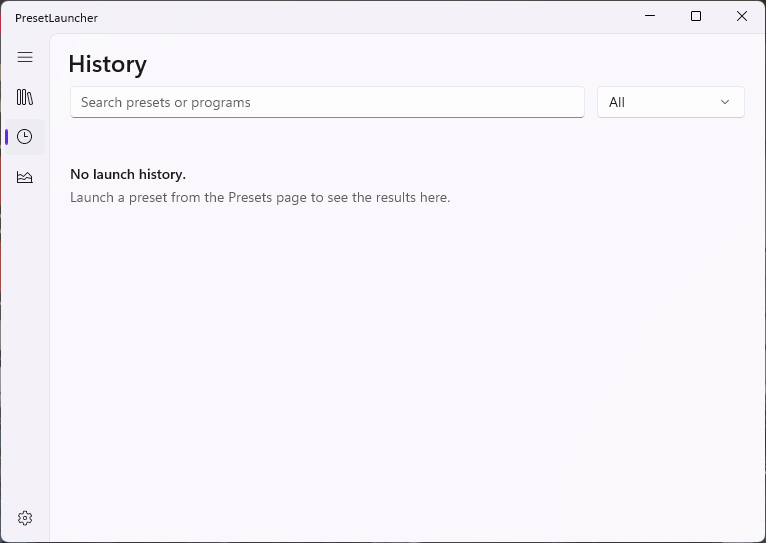 PresetLauncher
History
Search presets or programs
All
No launch history.
Launch a preset from the Presets page to see the results here.